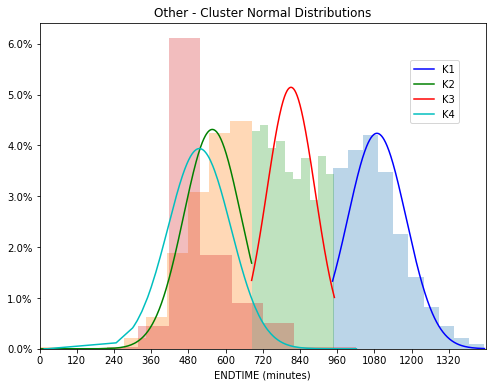 Other - Cluster Normal Distributions
6.0%
5.0%
4.0%
3.0%
2.0%
1.0%
0.0%
K1
K2
K3
K4
0 120 240 360 480 600 720 840 960 1080 1200 1320
ENDTIME (minutes)